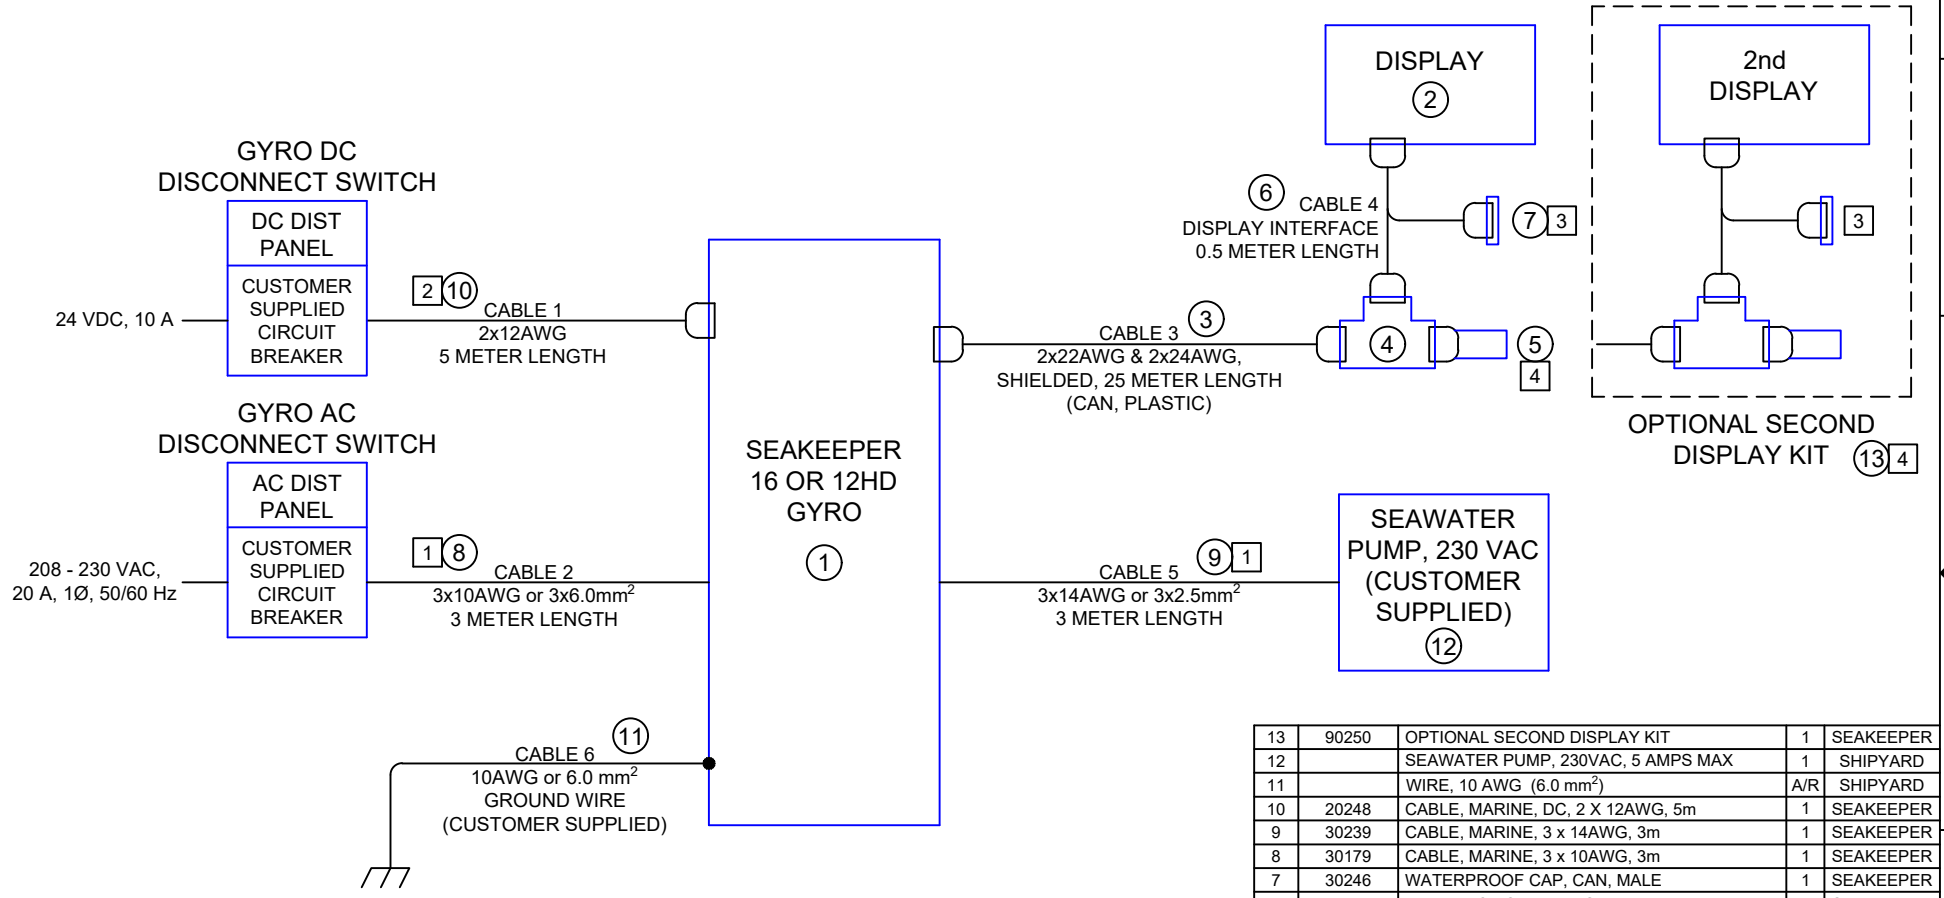 GYRO DC
DISCONNECT SWITCH
DC DIST
PANEL
CUSTOMER
SUPPLIED
CIRCUIT
BREAKER
24 VDC, 10 A
2 10
CABLE 1
2x12AWG
5 METER LENGTH
GYRO AC
DISCONNECT SWITCH
AC DIST
PANEL
CUSTOMER
SUPPLIED
CIRCUIT
BREAKER
208 - 230 VAC,
20 A, 1Ø, 50/60 Hz
1 8
CABLE 2
3x10AWG or 3x6.0mm²
3 METER LENGTH
11
CABLE 6
10AWG or 6.0 mm²
GROUND WIRE
(CUSTOMER SUPPLIED)
SEAKEEPER
16 OR 12HD
GYRO
1
DISPLAY
2
6
CABLE 4
DISPLAY INTERFACE
0.5 METER LENGTH
7 3
3
CABLE 3
2x22AWG & 2x24AWG,
SHIELDED, 25 METER LENGTH
(CAN, PLASTIC)
4
5
4
2nd
DISPLAY
3
OPTIONAL SECOND
DISPLAY KIT
13 4
9 1
CABLE 5
3x14AWG or 3x2.5mm²
3 METER LENGTH
SEAWATER
PUMP, 230 VAC
(CUSTOMER
SUPPLIED)
12
13 90250 OPTIONAL SECOND DISPLAY KIT 1 SEAKEEPER
12 SEAWATER PUMP, 230VAC, 5 AMPS MAX 1 SHIPYARD
11 WIRE, 10 AWG (6.0 mm²) A/R SHIPYARD
10 20248 CABLE, MARINE, DC, 2 X 12AWG, 5m 1 SEAKEEPER
9 30239 CABLE, MARINE, 3 x 14AWG, 3m 1 SEAKEEPER
8 30179 CABLE, MARINE, 3 x 10AWG, 3m 1 SEAKEEPER
7 30246 WATERPROOF CAP, CAN, MALE 1 SEAKEEPER